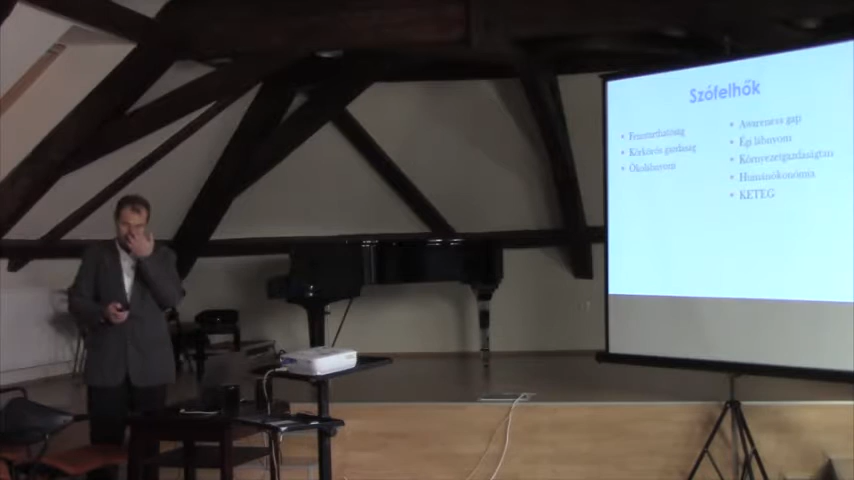 Szófelhők
Fenntarthatóság
Körkörös gazdaság
Ökolábnyom
Awareness gap
Égi lábnyom
Környezetgazdaságtan
Humánökonómia
KETEG